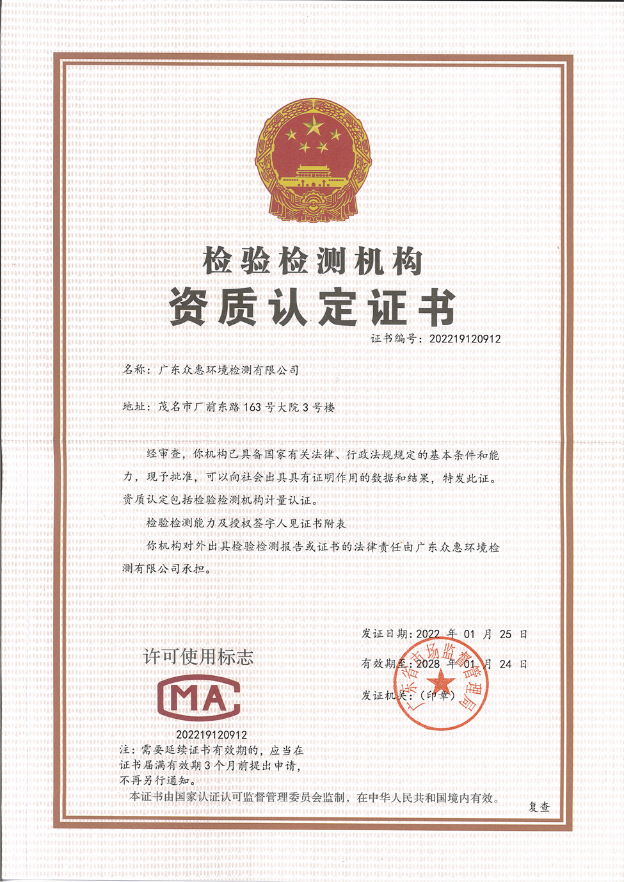 检验检测机构
资质认定证书
证书编号：202219120912
名称：广东众惠环境检测有限公司
地址：茂名市厂前东路163号大院3号楼
经审查，你机构已具备国家有关法律、行政法规规定的基本条件和能
力，现予批准，可以向社会出具具有证明作用的数据和结果，特发此证。
资质认定包括检验检测机构计量认证。
检验检测能力及授权签字人见证书附表
你机构对外出具检验检测报告或证书的法律责任由广东众惠环境检
测有限公司承担。
许可使用标志
MA
202219120912
发证日期：2022 年 01 月 25 日
有效期至：2028 年 01 月 24 日
发证机关：（印章）
广东省市场监督管理局
注：需要延续证书有效期的，应当在
证书届满有效期3个月前提出申请，
不再另行通知。
本证书由国家认证认可监督管理委员会监制，在中华人民共和国境内有效。
复查